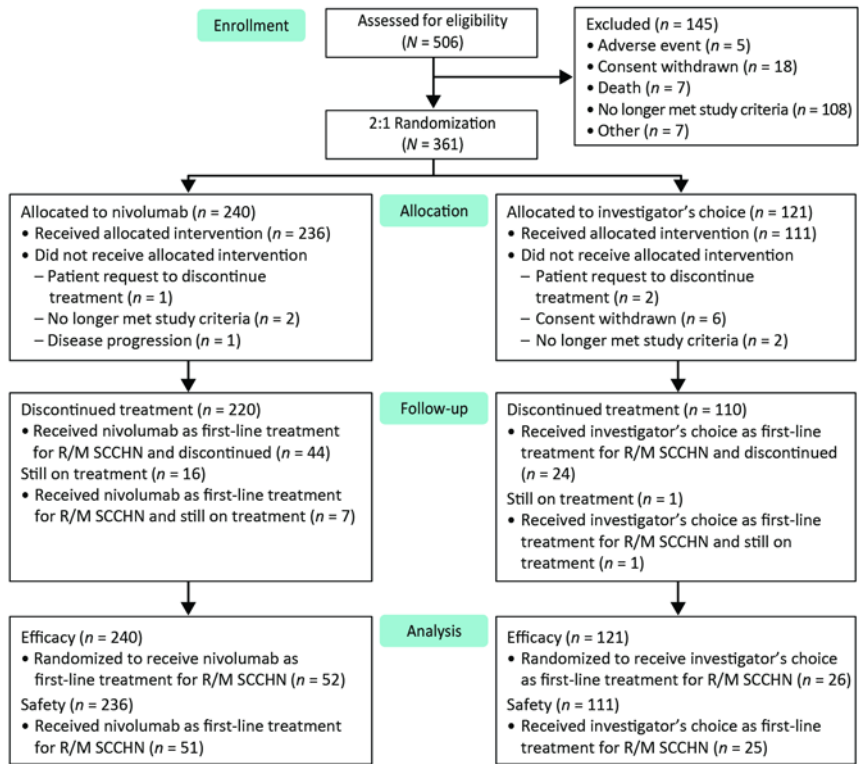 Enrollment
Assessed for eligibility
(N = 506)
Excluded (n = 145)
• Adverse event (n = 5)
• Consent withdrawn (n = 18)
• Death (n = 7)
• No longer met study criteria (n = 108)
• Other (n = 7)
2:1 Randomization
(N = 361)
Allocation
Allocated to nivolumab (n = 240)
• Received allocated intervention (n = 236)
• Did not receive allocated intervention
– Patient request to discontinue
treatment (n = 1)
– No longer met study criteria (n = 2)
– Disease progression (n = 1)
Allocated to investigator’s choice (n = 121)
• Received allocated intervention (n = 111)
• Did not receive allocated intervention
– Patient request to discontinue
treatment (n = 2)
– Consent withdrawn (n = 6)
– No longer met study criteria (n = 2)
Follow-up
Discontinued treatment (n = 220)
• Received nivolumab as first-line treatment
for R/M SCCHN and discontinued (n = 44)
Still on treatment (n = 16)
• Received nivolumab as first-line treatment
for R/M SCCHN and still on treatment (n = 7)
Discontinued treatment (n = 110)
• Received investigator’s choice as first-line
treatment for R/M SCCHN and discontinued
(n = 24)
Still on treatment (n = 1)
• Received investigator’s choice as first-line
treatment for R/M SCCHN and still on
treatment (n = 1)
Analysis
Efficacy (n = 240)
• Randomized to receive nivolumab as
first-line treatment for R/M SCCHN (n = 52)
Safety (n = 236)
• Received nivolumab as first-line treatment
for R/M SCCHN (n = 51)
Efficacy (n = 121)
• Randomized to receive investigator’s choice
as first-line treatment for R/M SCCHN (n = 26)
Safety (n = 111)
• Received investigator’s choice as first-line
treatment for R/M SCCHN (n = 25)